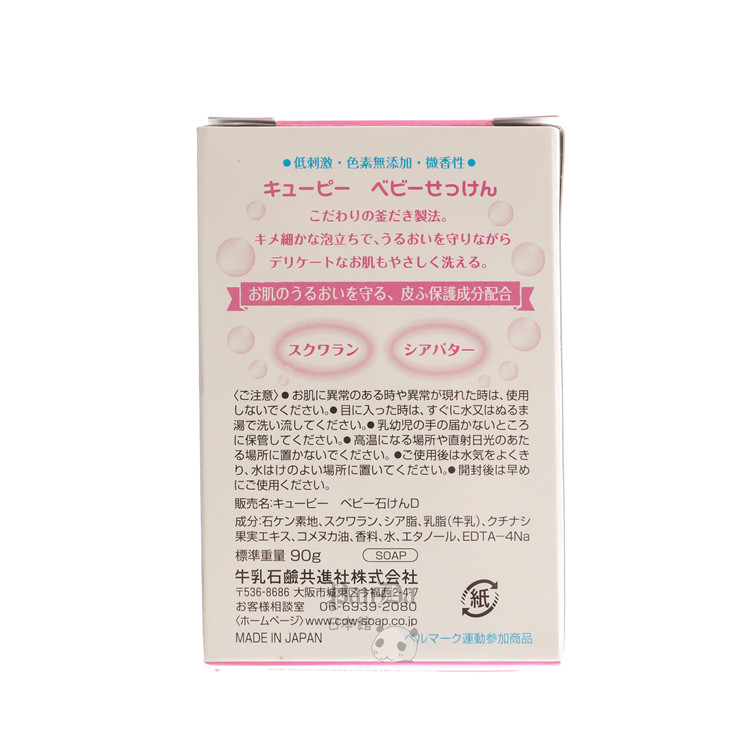 ●低刺激・色素無添加・微香性●
キューピー ベビーせっけん
こだわりの釜だき製法。
キメ細かな泡立ちで、うるおいを守りながら
デリケートなお肌もやさしく洗える。
お肌のうるおいを守る、皮ふ保護成分配合
スクワラン シアバター
〈ご注意〉●お肌に異常のある時や異常が現れた時は、使用
しないでください。●目に入った時は、すぐに水又はぬるま
湯で洗い流してください。●乳幼児の手の届かないところ
に保管してください。●高温になる場所や直射日光のあた
る場所に置かないでください。●ご使用後は水気をよくき
り、水はけのよい場所に置いてください。●開封後は早め
にご使用ください。
販売名:キューピー ベビー石けんD
成分:石ケン素地、スクワラン、シア脂、乳脂(牛乳)、クチナシ
果実エキス、コメヌカ油、香料、水、エタノール、EDTA-4Na
標準重量 90g SOAP
牛乳石鹼共進社株式会社
〒536-8686 大阪市城東区今福西2-4-7
お客様相談室 06-6939-2080
〈ホームページ〉www.cow-soap.co.jp
MADE IN JAPAN
紙
ベルマーク運動参加商品
日本館